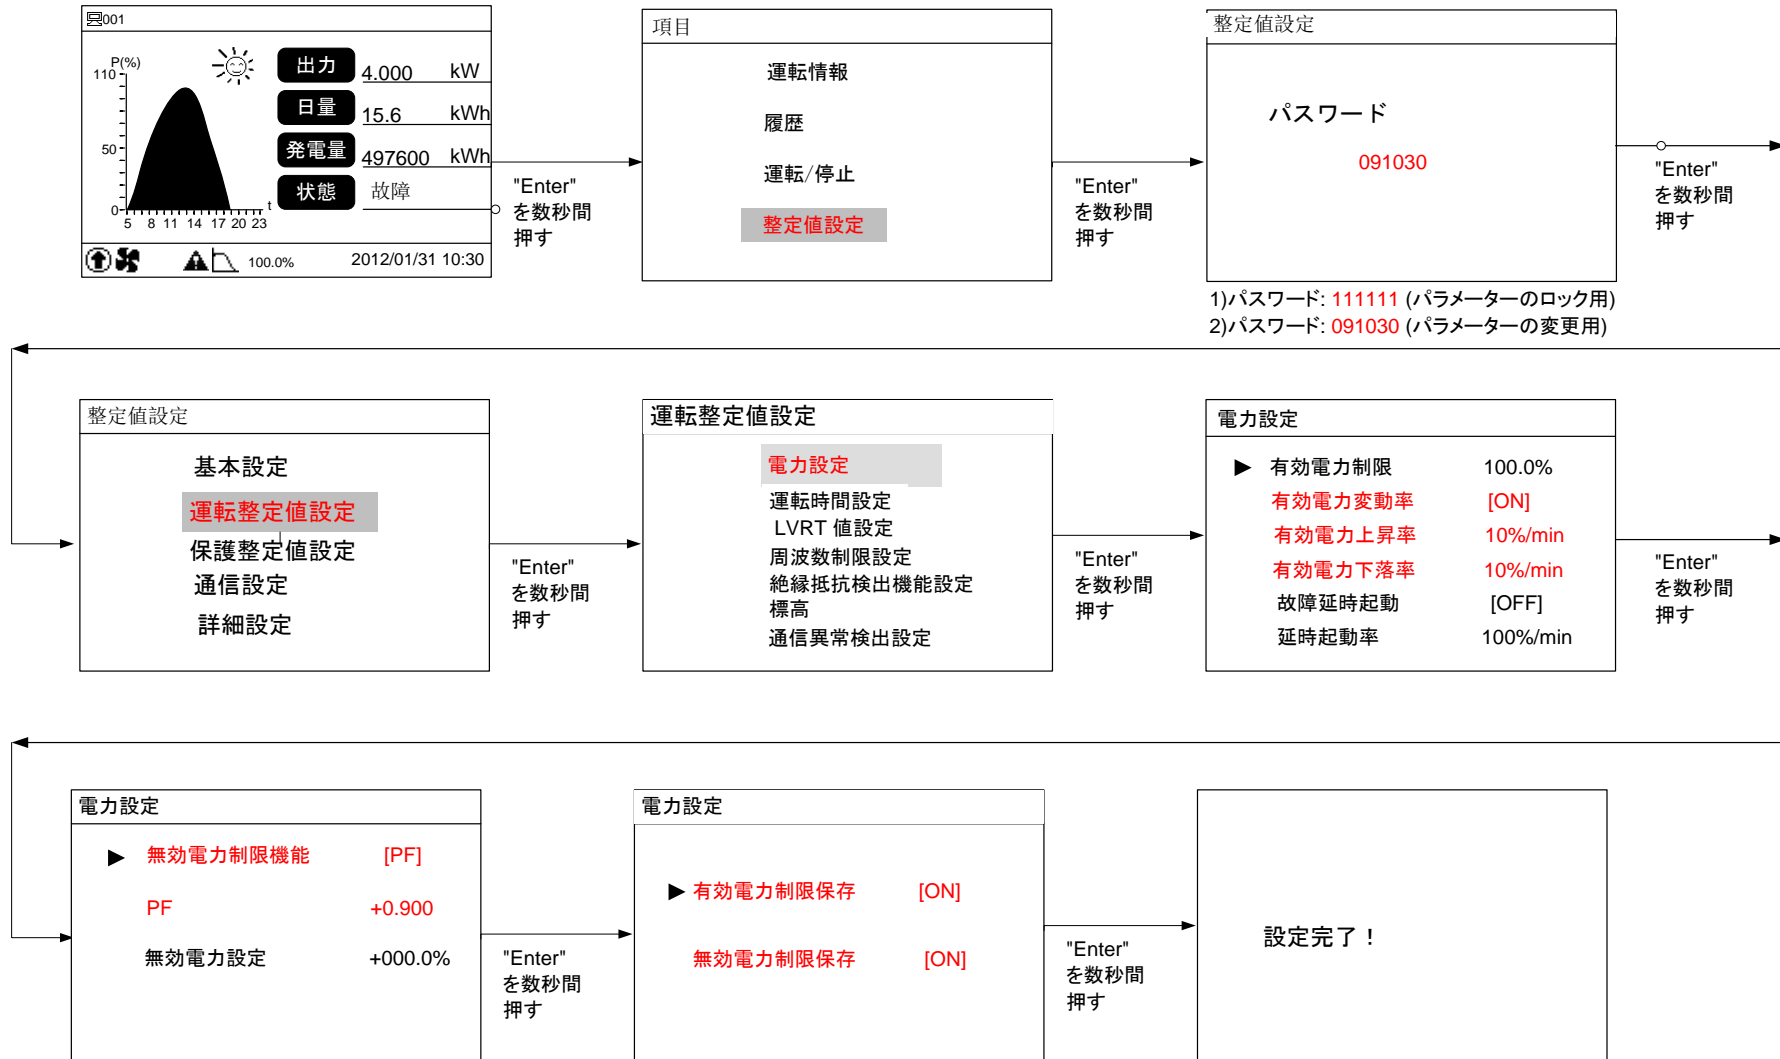 001
P(%)
110
50
0
5 8 11 14 17 20 23
t
出力 4.000 kW
日量 15.6 kWh
発電量 497600 kWh
状態 故障
100.0%
2012/01/31 10:30
"Enter"
を数秒間
押す
項目
運転情報
履歴
運転/停止
整定値設定
"Enter"
を数秒間
押す
整定値設定
パスワード
091030
1)パスワード: 111111 (パラメーターのロック用)
2)パスワード: 091030 (パラメーターの変更用)
"Enter"
を数秒間
押す
整定値設定
基本設定
運転整定値設定
保護整定値設定
通信設定
詳細設定
"Enter"
を数秒間
押す
運転整定値設定
電力設定
運転時間設定
LVRT 値設定
周波数制限設定
絶縁抵抗検出機能設定
標高
通信異常検出設定
"Enter"
を数秒間
押す
電力設定
有効電力制限 100.0%
有効電力変動率 [ON]
有効電力上昇率 10%/min
有効電力下落率 10%/min
故障延時起動 [OFF]
延時起動率 100%/min
"Enter"
を数秒間
押す
電力設定
無効電力制限機能 [PF]
PF +0.900
無効電力設定 +000.0%
"Enter"
を数秒間
押す
電力設定
有効電力制限保存 [ON]
無効電力制限保存 [ON]
"Enter"
を数秒間
押す
設定完了！